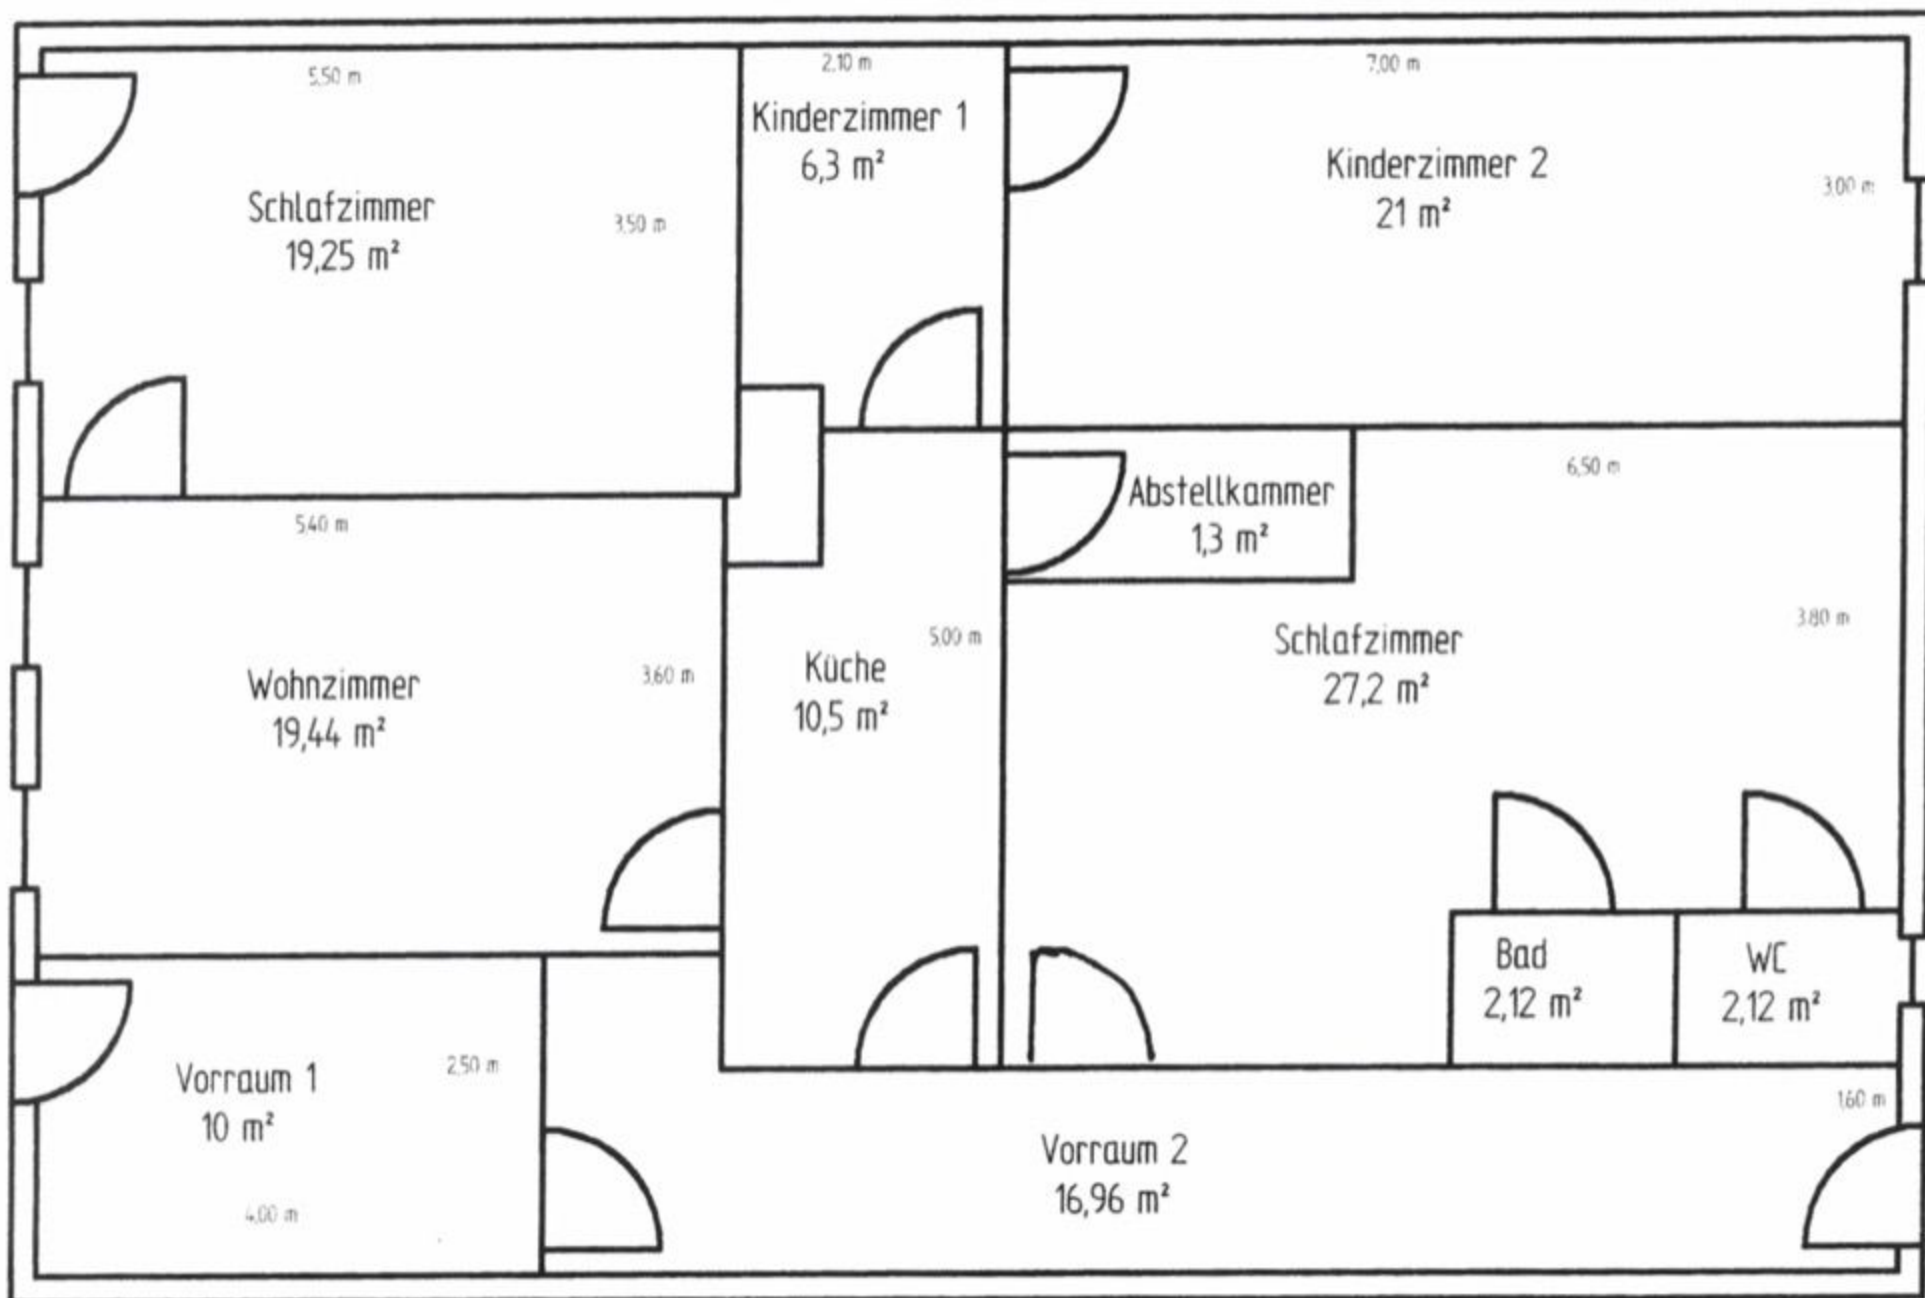 5,50 m
2,10 m
7,00 m
Kinderzimmer 1
6,3 m²
Kinderzimmer 2
21 m²
3,00 m
Schlafzimmer
19,25 m²
3,50 m
5,40 m
Abstellkammer
1,3 m²
6,50 m
Wohnzimmer
19,44 m²
3,60 m
Küche
10,5 m²
5,00 m
Schlafzimmer
27,2 m²
3,80 m
Bad
2,12 m²
WC
2,12 m²
Vorraum 1
10 m²
2,50 m
4,00 m
Vorraum 2
16,96 m²
1,60 m